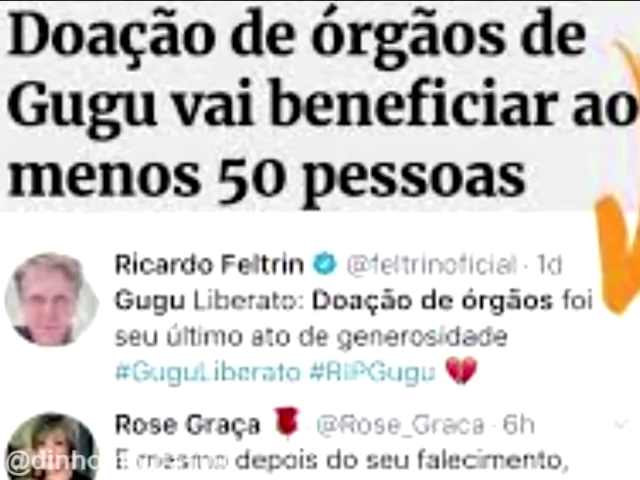 Doação de órgãos de
Gugu vai beneficiar ao
menos 50 pessoas
Ricardo Feltrin @feltrinoficial · 1d
Gugu Liberato: Doação de órgãos foi
seu último ato de generosidade
#GuguLiberato #RIPGugu 💔
Rose Graça 🌹 @Rose_Graca · 6h
E mesmo depois do seu falecimento,
@dinho